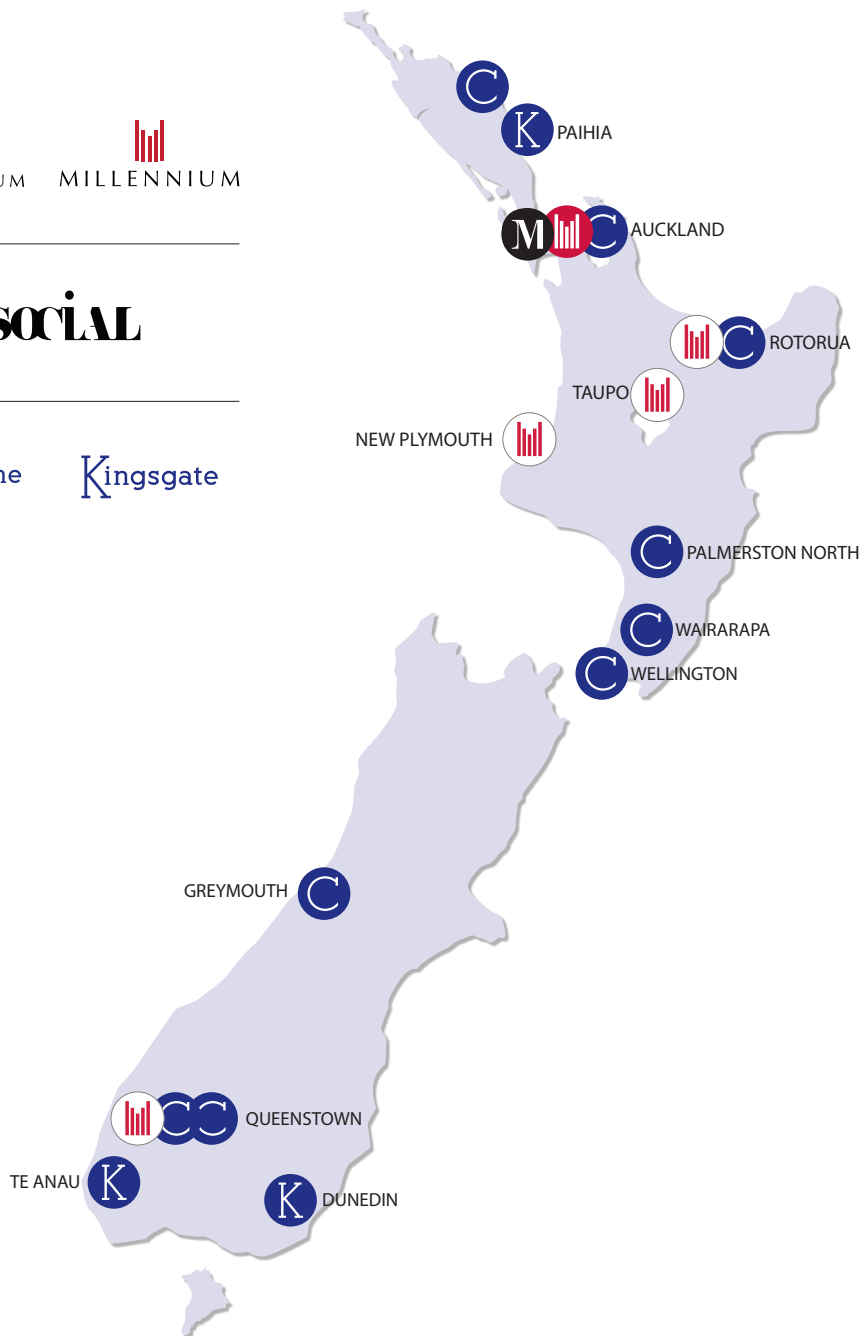 UM MILLENNIUM
SOCiAL
ne Kingsgate
C
K PAIHIA
M C AUCKLAND
C ROTORUA
TAUPO
NEW PLYMOUTH
C PALMERSTON NORTH
C WAIRARAPA
C WELLINGTON
GREYMOUTH C
C C QUEENSTOWN
TE ANAU K
K DUNEDIN